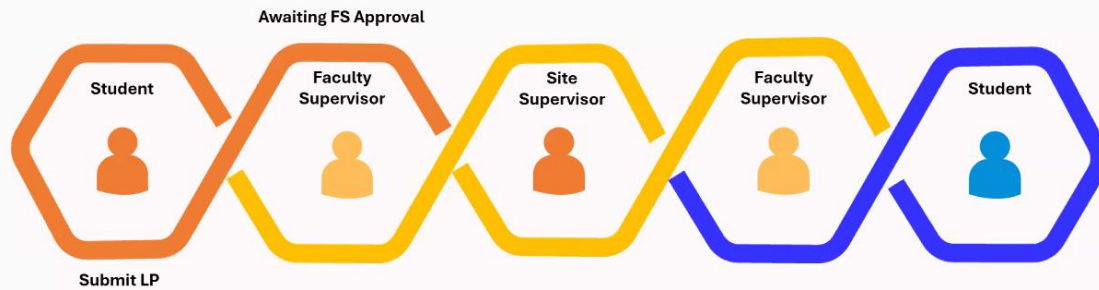 Awaiting FS Approval
Student
Faculty
Supervisor
Site
Supervisor
Faculty
Supervisor
Student
Submit LP